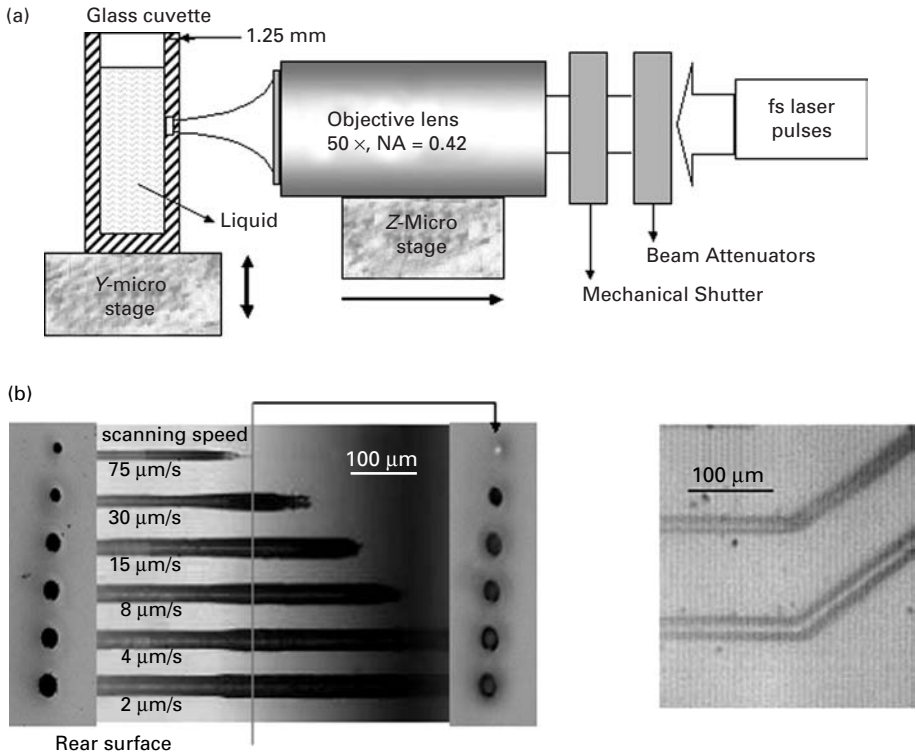 (a)
Glass cuvette
1.25 mm
Objective lens
50 ×, NA = 0.42
fs laser
pulses
Liquid
Z-Micro
stage
Beam Attenuators
Y-micro
stage
Mechanical Shutter
(b)
scanning speed
75 μm/s
100 μm
30 μm/s
15 μm/s
8 μm/s
4 μm/s
2 μm/s
Rear surface
100 μm